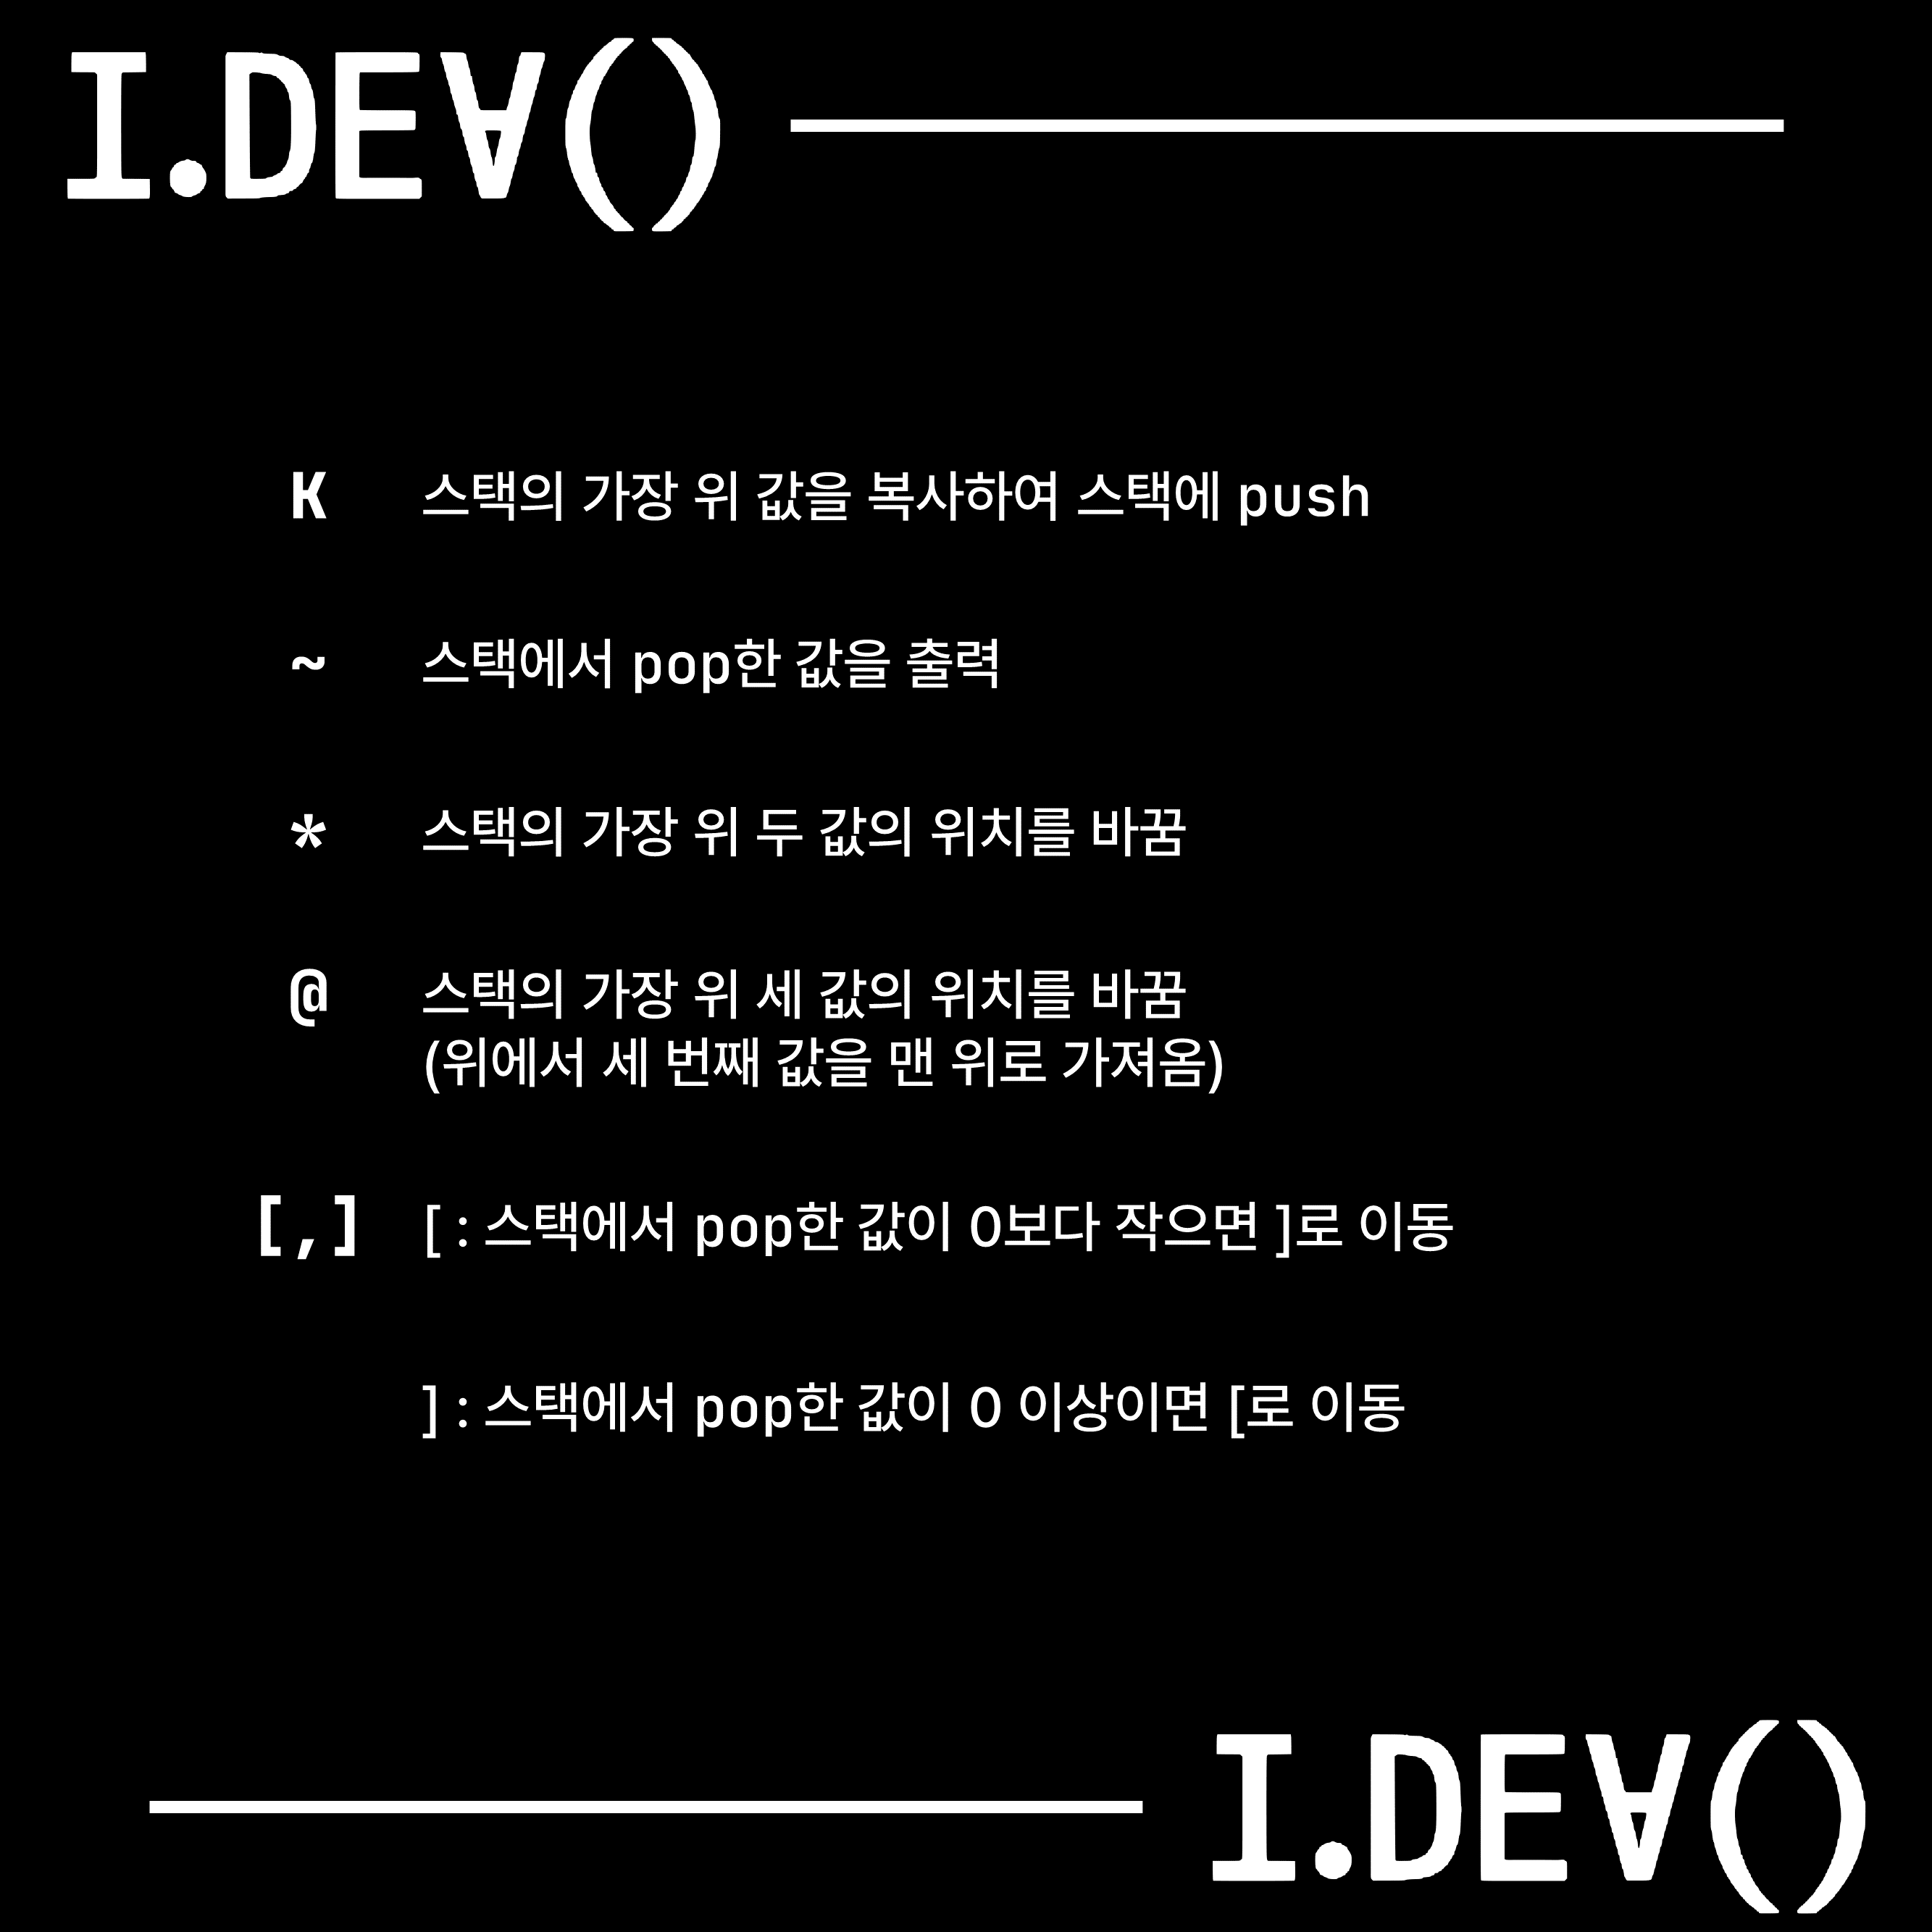 I.DEV()
K 스택의 가장 위 값을 복사하여 스택에 push
~ 스택에서 pop한 값을 출력
* 스택의 가장 위 두 값의 위치를 바꿈
@ 스택의 가장 위 세 값의 위치를 바꿈
(위에서 세 번째 값을 맨 위로 가져옴)
[,] [ : 스택에서 pop한 값이 0보다 작으면 ]로 이동
] : 스택에서 pop한 값이 0 이상이면 [로 이동
I.DEV()